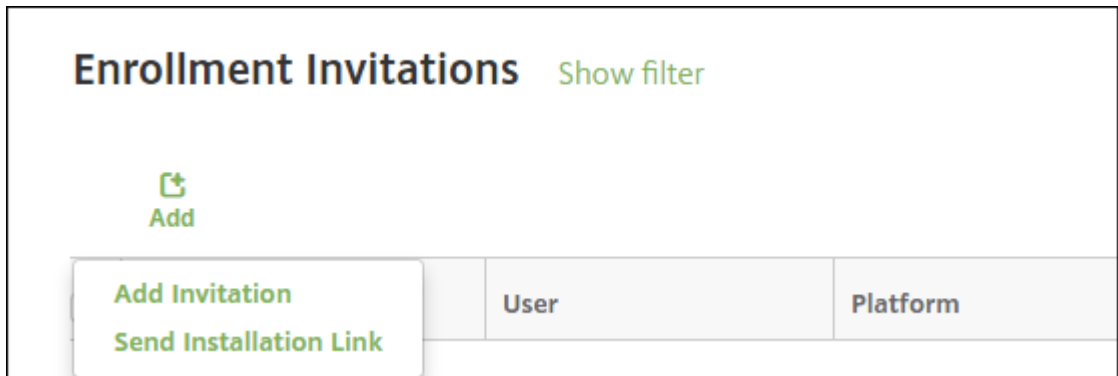 Enrollment Invitations Show filter
Add
Add Invitation
Send Installation Link
User Platform